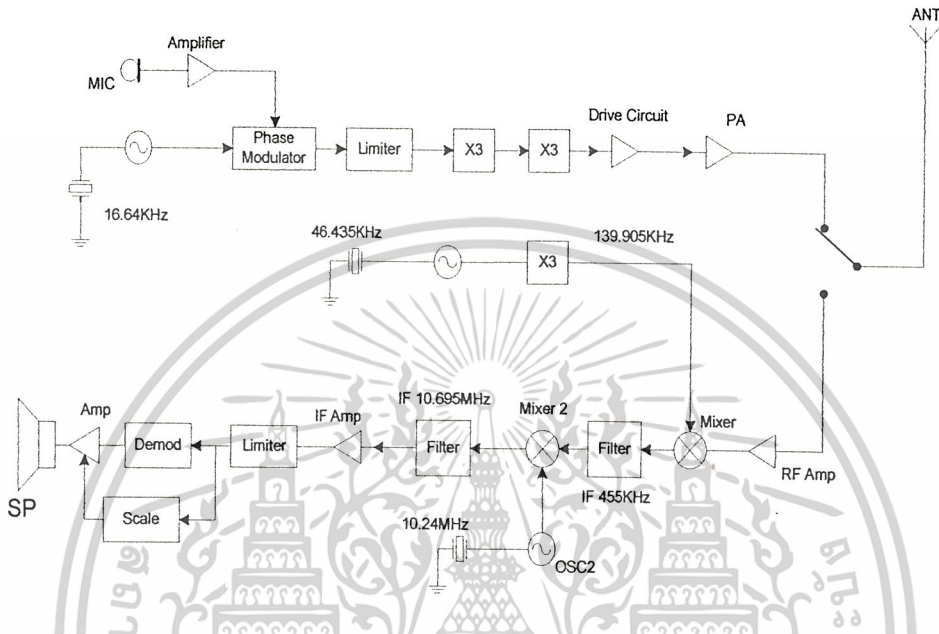 ANT
Amplifier
MIC
Drive Circuit
PA
Phase
Modulator
Limiter
X3
X3
16.64KHz
46.435KHz
139.905KHz
X3
IF 10.695MHz
Mixer 2
Mixer
Amp
IF Amp
Demod
Limiter
Filter
Filter
RF Amp
SP
Scale
IF 455KHz
10.24MHz
OSC2